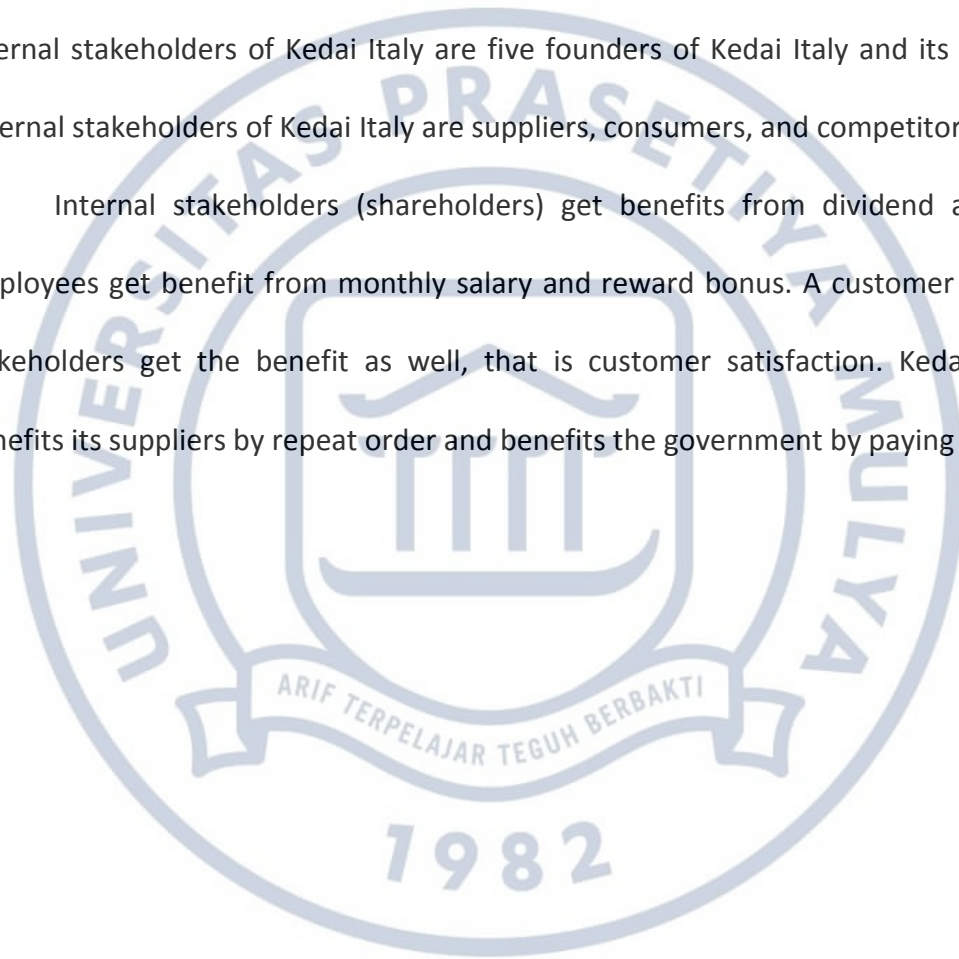 ernal stakeholders of Kedai Italy are five founders of Kedai Italy and its
ternal stakeholders of Kedai Italy are suppliers, consumers, and competitor
Internal stakeholders (shareholders) get benefits from dividend a
ployees get benefit from monthly salary and reward bonus. A customer
keholders get the benefit as well, that is customer satisfaction. Keda
nefits its suppliers by repeat order and benefits the government by paying
UNIVERSITAS PRASETIYA MULYA
ARIF TERPELAJAR TEGUH BERBAKTI
1982